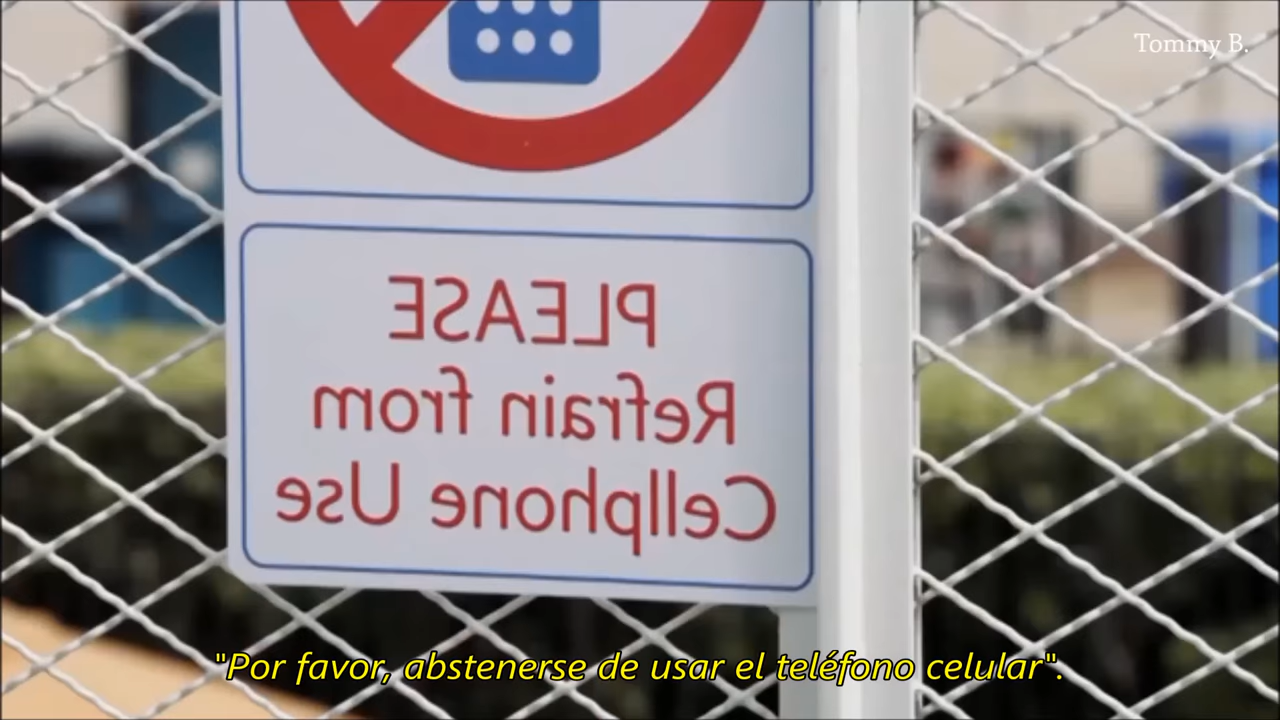 Tommy B.
PLEASE
Refrain from
Cellphone Use
"Por favor, abstenerse de usar el teléfono celular".